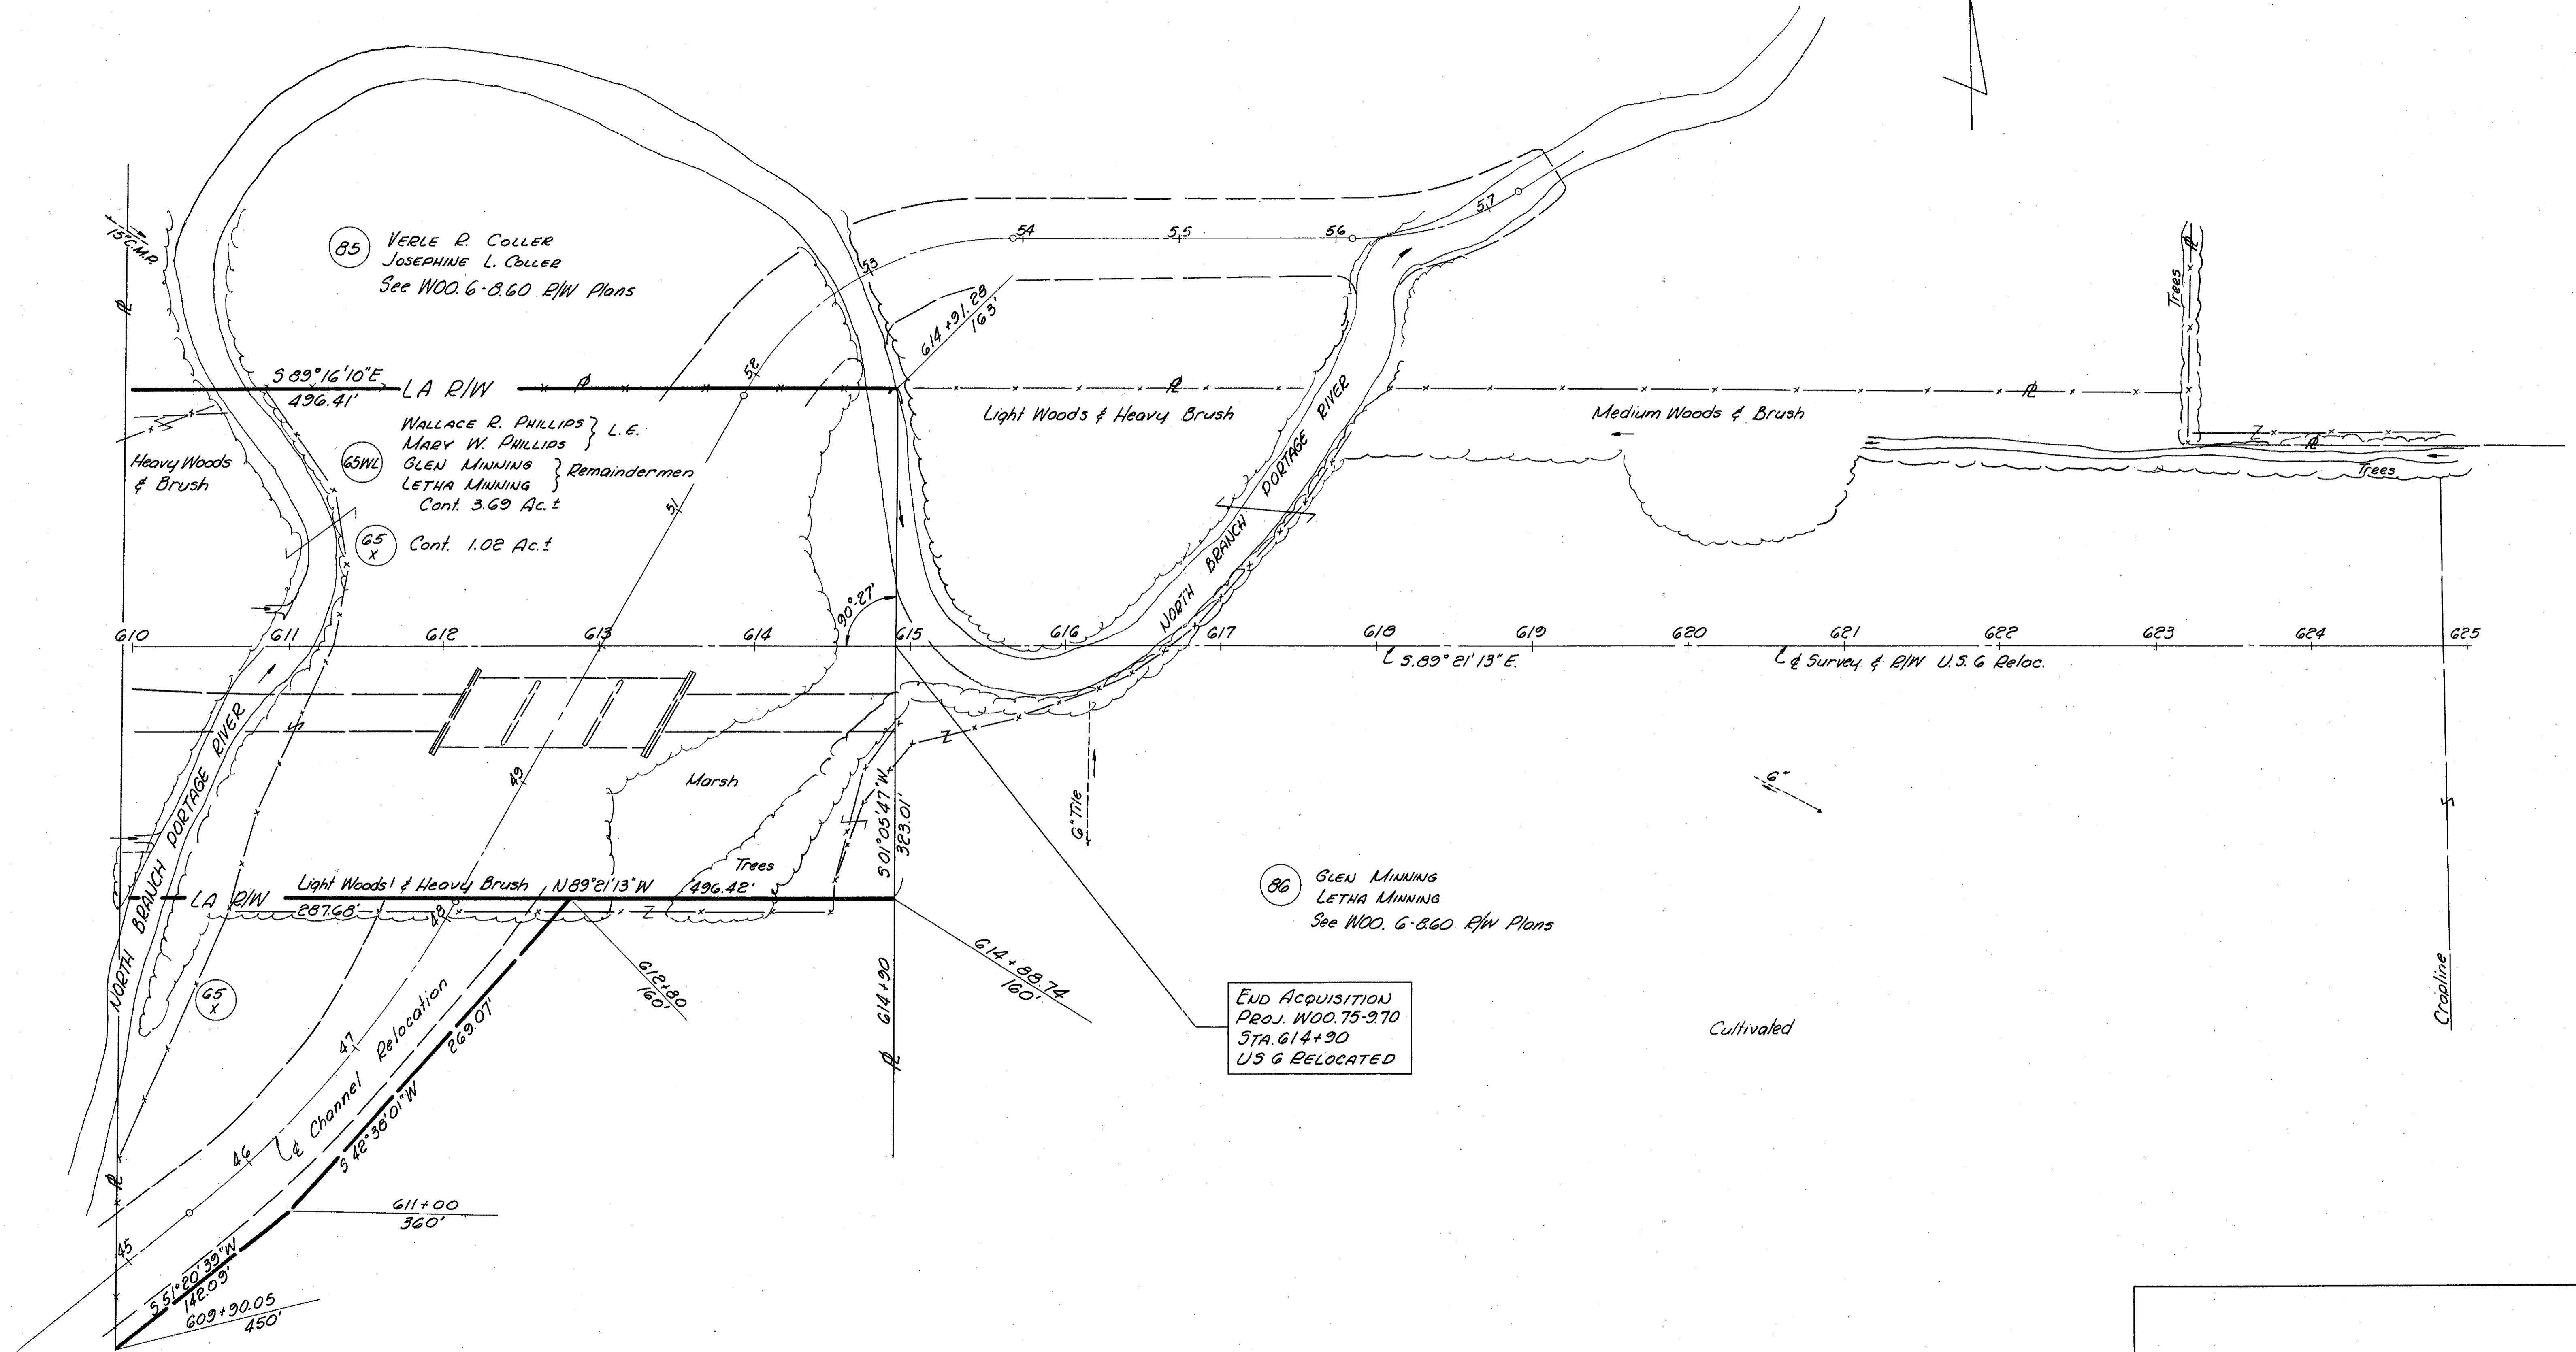 15" C.M.P.
85
VERLE R. COLLER
JOSEPHINE L. COLLER
See WOO. 6-8.60 R/W Plans
53
54
55
56
57
614+91.28
163'
52
Trees
S 89°16'10"E
496.41'
LA R/W
Light Woods & Heavy Brush
Medium Woods & Brush
WALLACE R. PHILLIPS
MARY W. PHILLIPS
L.E.
65WL
GLEN MINNING
LETHA MINNING
Remaindermen
Cont. 3.69 Ac.±
65
X
Cont. 1.02 Ac.±
Heavy Woods
& Brush
51
NORTH BRANCH PORTAGE RIVER
Trees
90°-27'
610 611 612 613 614 615 616 617 618 619 620 621 622 623 624 625
S.89°21'13"E.
℄ Survey & R/W U.S. 6 Reloc.
NORTH BRANCH PORTAGE RIVER
49
Marsh
6" Tile
6"
S01°05'47"W
323.01'
Trees
LA R/W
Light Woods & Heavy Brush
N89°21'13"W
496.42'
287.68'
48
86
GLEN MINNING
LETHA MINNING
See WOO. 6-8.60 R/W Plans
612+80
160'
614+90
614+88.74
160'
END ACQUISITION
PROJ. WOO.75-9.70
STA. 614+90
US 6 RELOCATED
Cultivated
Cropline
65
X
47
℄ Channel Relocation
269.07'
S 42°38'01"W
46
611+00
360'
45
S 51°20'39"W
142.09'
609+90.05
450'